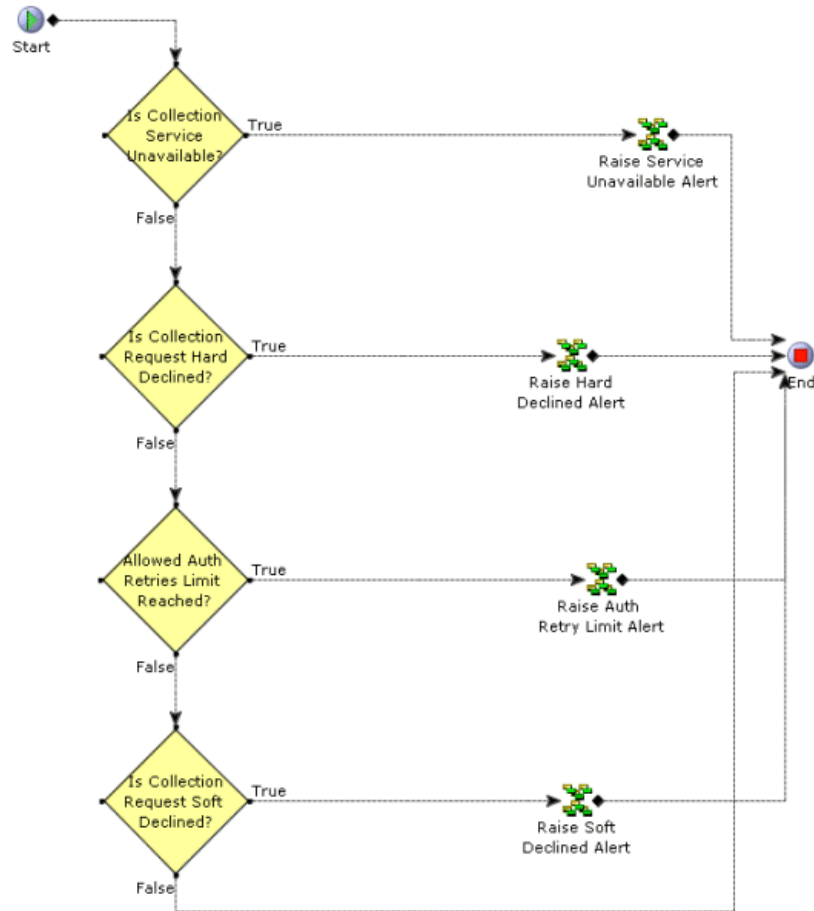 Start
Is Collection
Service
Unavailable?
True
Raise Service
Unavailable Alert
False
Is Collection
Request Hard
Declined?
True
Raise Hard
Declined Alert
End
False
Allowed Auth
Retries Limit
Reached?
True
Raise Auth
Retry Limit Alert
False
Is Collection
Request Soft
Declined?
True
Raise Soft
Declined Alert
False